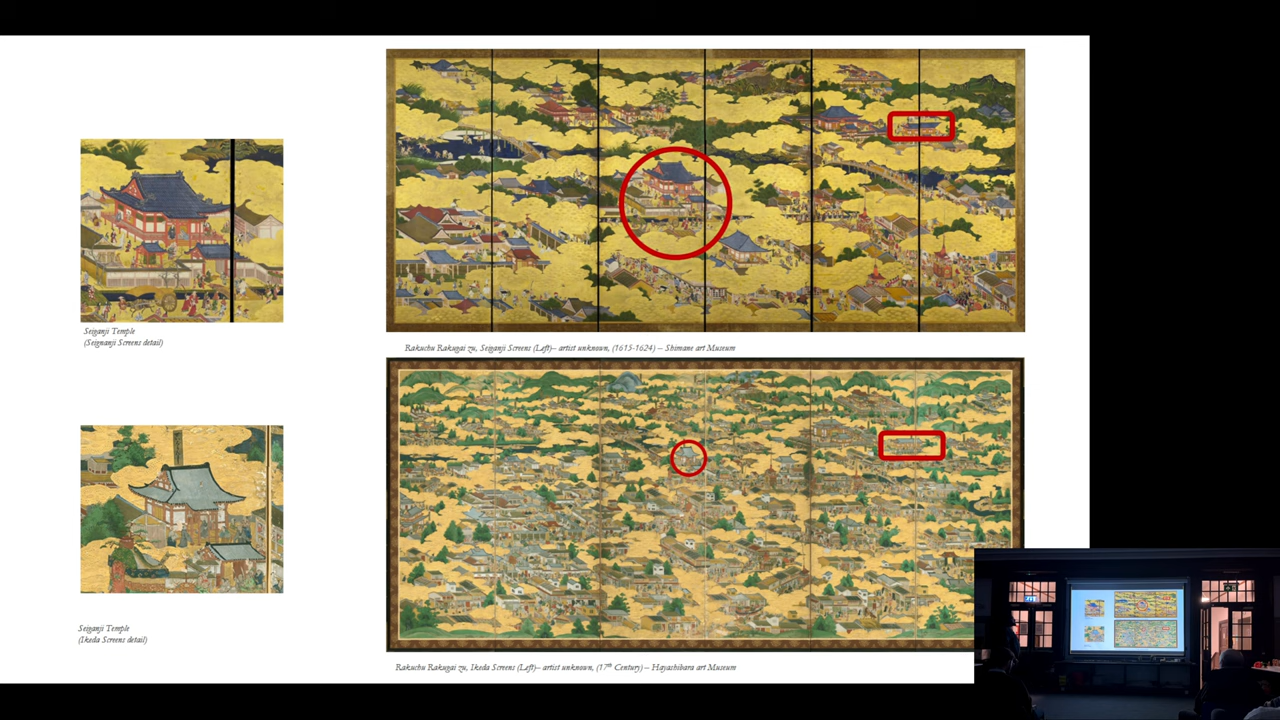 Rakuchu Rakugai zu, Seiganji Screens (Left)– artist unknown, (1615-1624) – Shimane art Museum
Seiganji Temple
(Seignanji Screens detail)
Seiganji Temple
(Ikeda Screens detail)
Rakuchu Rakugai zu, Ikeda Screens (Left)– artist unknown, (17th Century) – Hayashibara art Museum